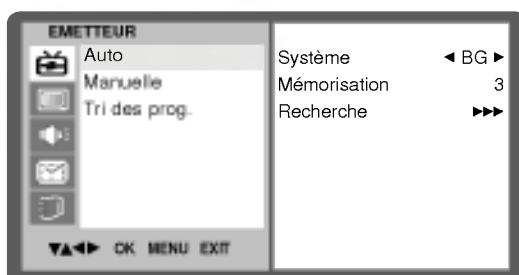 EMETTEUR
Auto
Manuelle
Tri des prog.
Système ◄ BG ►
Mémorisation 3
Recherche ►►►
▼▲◄► OK MENU EXIT